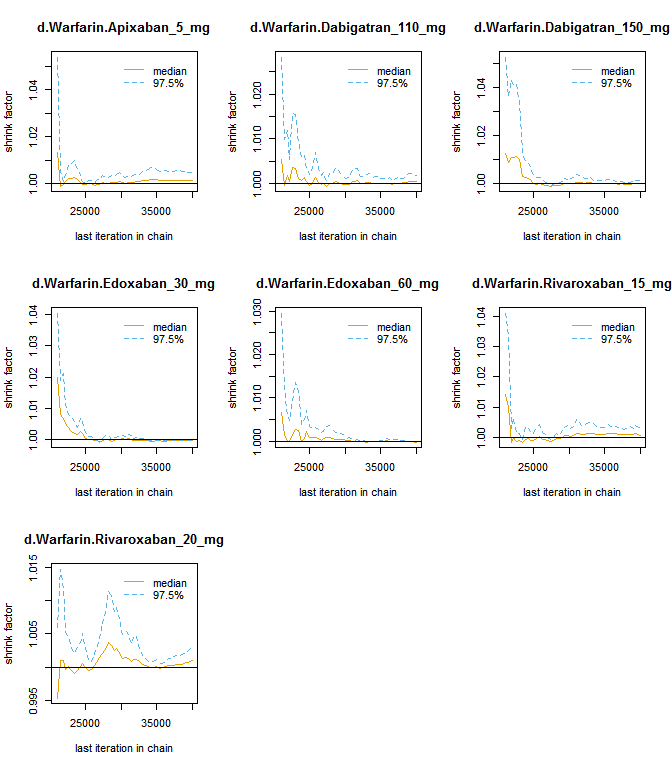 d.Warfarin.Apixaban_5_mg
shrink factor
1.00 1.02 1.04
median
97.5%
25000 35000
last iteration in chain
d.Warfarin.Dabigatran_110_mg
shrink factor
1.000 1.010 1.020
median
97.5%
25000 35000
last iteration in chain
d.Warfarin.Dabigatran_150_mg
shrink factor
1.00 1.02 1.04
median
97.5%
25000 35000
last iteration in chain
d.Warfarin.Edoxaban_30_mg
shrink factor
1.00 1.01 1.02 1.03 1.04
median
97.5%
25000 35000
last iteration in chain
d.Warfarin.Edoxaban_60_mg
shrink factor
1.000 1.010 1.020 1.030
median
97.5%
25000 35000
last iteration in chain
d.Warfarin.Rivaroxaban_15_mg
shrink factor
1.00 1.01 1.02 1.03 1.04
median
97.5%
25000 35000
last iteration in chain
d.Warfarin.Rivaroxaban_20_mg
shrink factor
0.995 1.005 1.015
median
97.5%
25000 35000
last iteration in chain